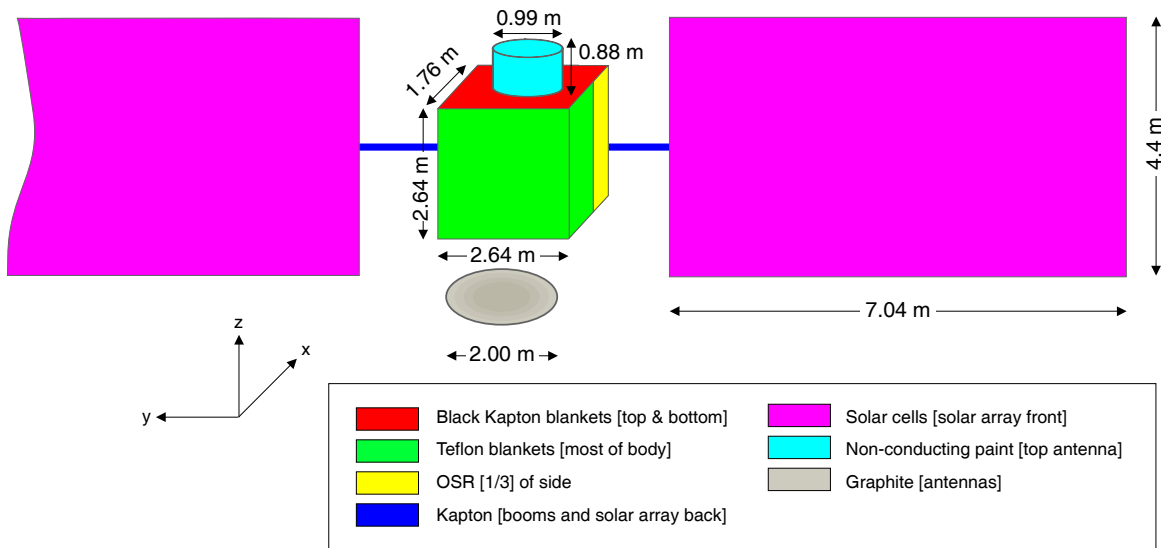 0.99 m
0.88 m
1.76 m
2.64 m
4.4 m
2.64 m
7.04 m
2.00 m
z
x
y
Black Kapton blankets [top & bottom]
Teflon blankets [most of body]
OSR [1/3] of side
Kapton [booms and solar array back]
Solar cells [solar array front]
Non-conducting paint [top antenna]
Graphite [antennas]